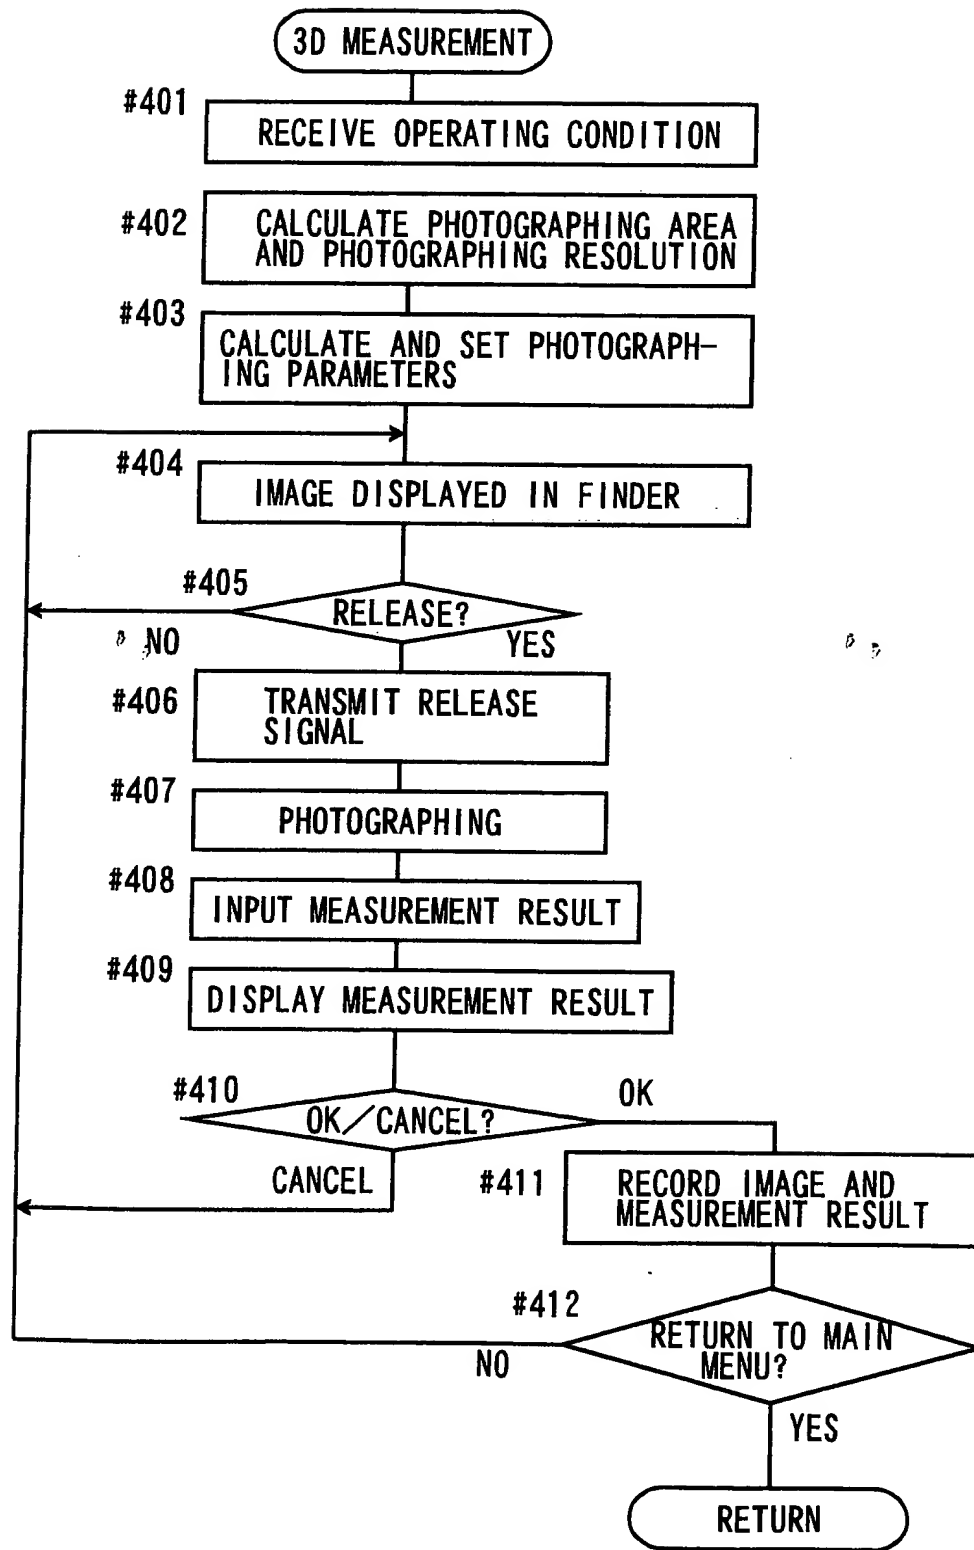 3D MEASUREMENT
#401
RECEIVE OPERATING CONDITION
#402
CALCULATE PHOTOGRAPHING AREA
AND PHOTOGRAPHING RESOLUTION
#403
CALCULATE AND SET PHOTOGRAPH-
ING PARAMETERS
#404
IMAGE DISPLAYED IN FINDER
#405
RELEASE?
NO
YES
#406
TRANSMIT RELEASE
SIGNAL
#407
PHOTOGRAPHING
#408
INPUT MEASUREMENT RESULT
#409
DISPLAY MEASUREMENT RESULT
#410
OK/CANCEL?
OK
CANCEL
#411
RECORD IMAGE AND
MEASUREMENT RESULT
#412
RETURN TO MAIN
MENU?
NO
YES
RETURN